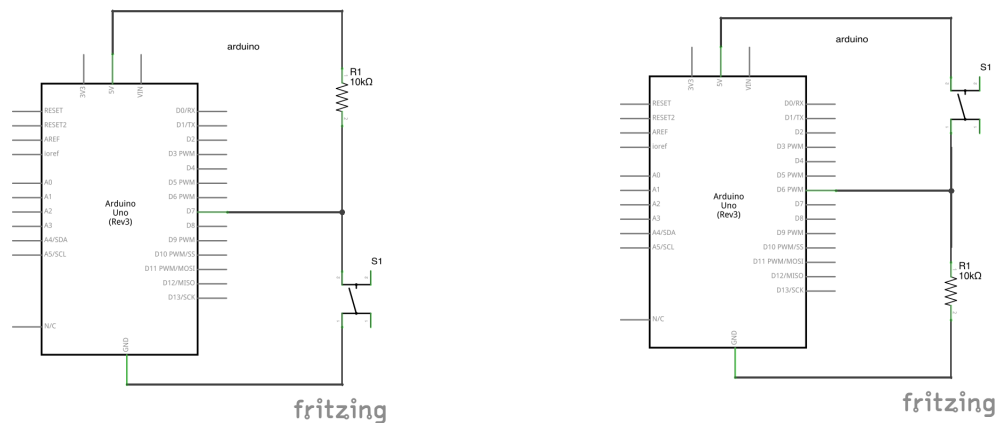 arduino
3V3
5V
VIN
R1
10kΩ
RESET
RESET2
AREF
ioref
A0
A1
A2
A3
A4/SDA
A5/SCL
N/C
Arduino
Uno
(Rev3)
D0/RX
D1/TX
D2
D3 PWM
D4
D5 PWM
D6 PWM
D7
D8
D9 PWM
D10 PWM/SS
D11 PWM/MOSI
D12/MISO
D13/SCK
GND
S1
fritzing
arduino
3V3
5V
VIN
S1
RESET
RESET2
AREF
ioref
A0
A1
A2
A3
A4/SDA
A5/SCL
N/C
Arduino
Uno
(Rev3)
D0/RX
D1/TX
D2
D3 PWM
D4
D5 PWM
D6 PWM
D7
D8
D9 PWM
D10 PWM/SS
D11 PWM/MOSI
D12/MISO
D13/SCK
GND
R1
10kΩ
fritzing